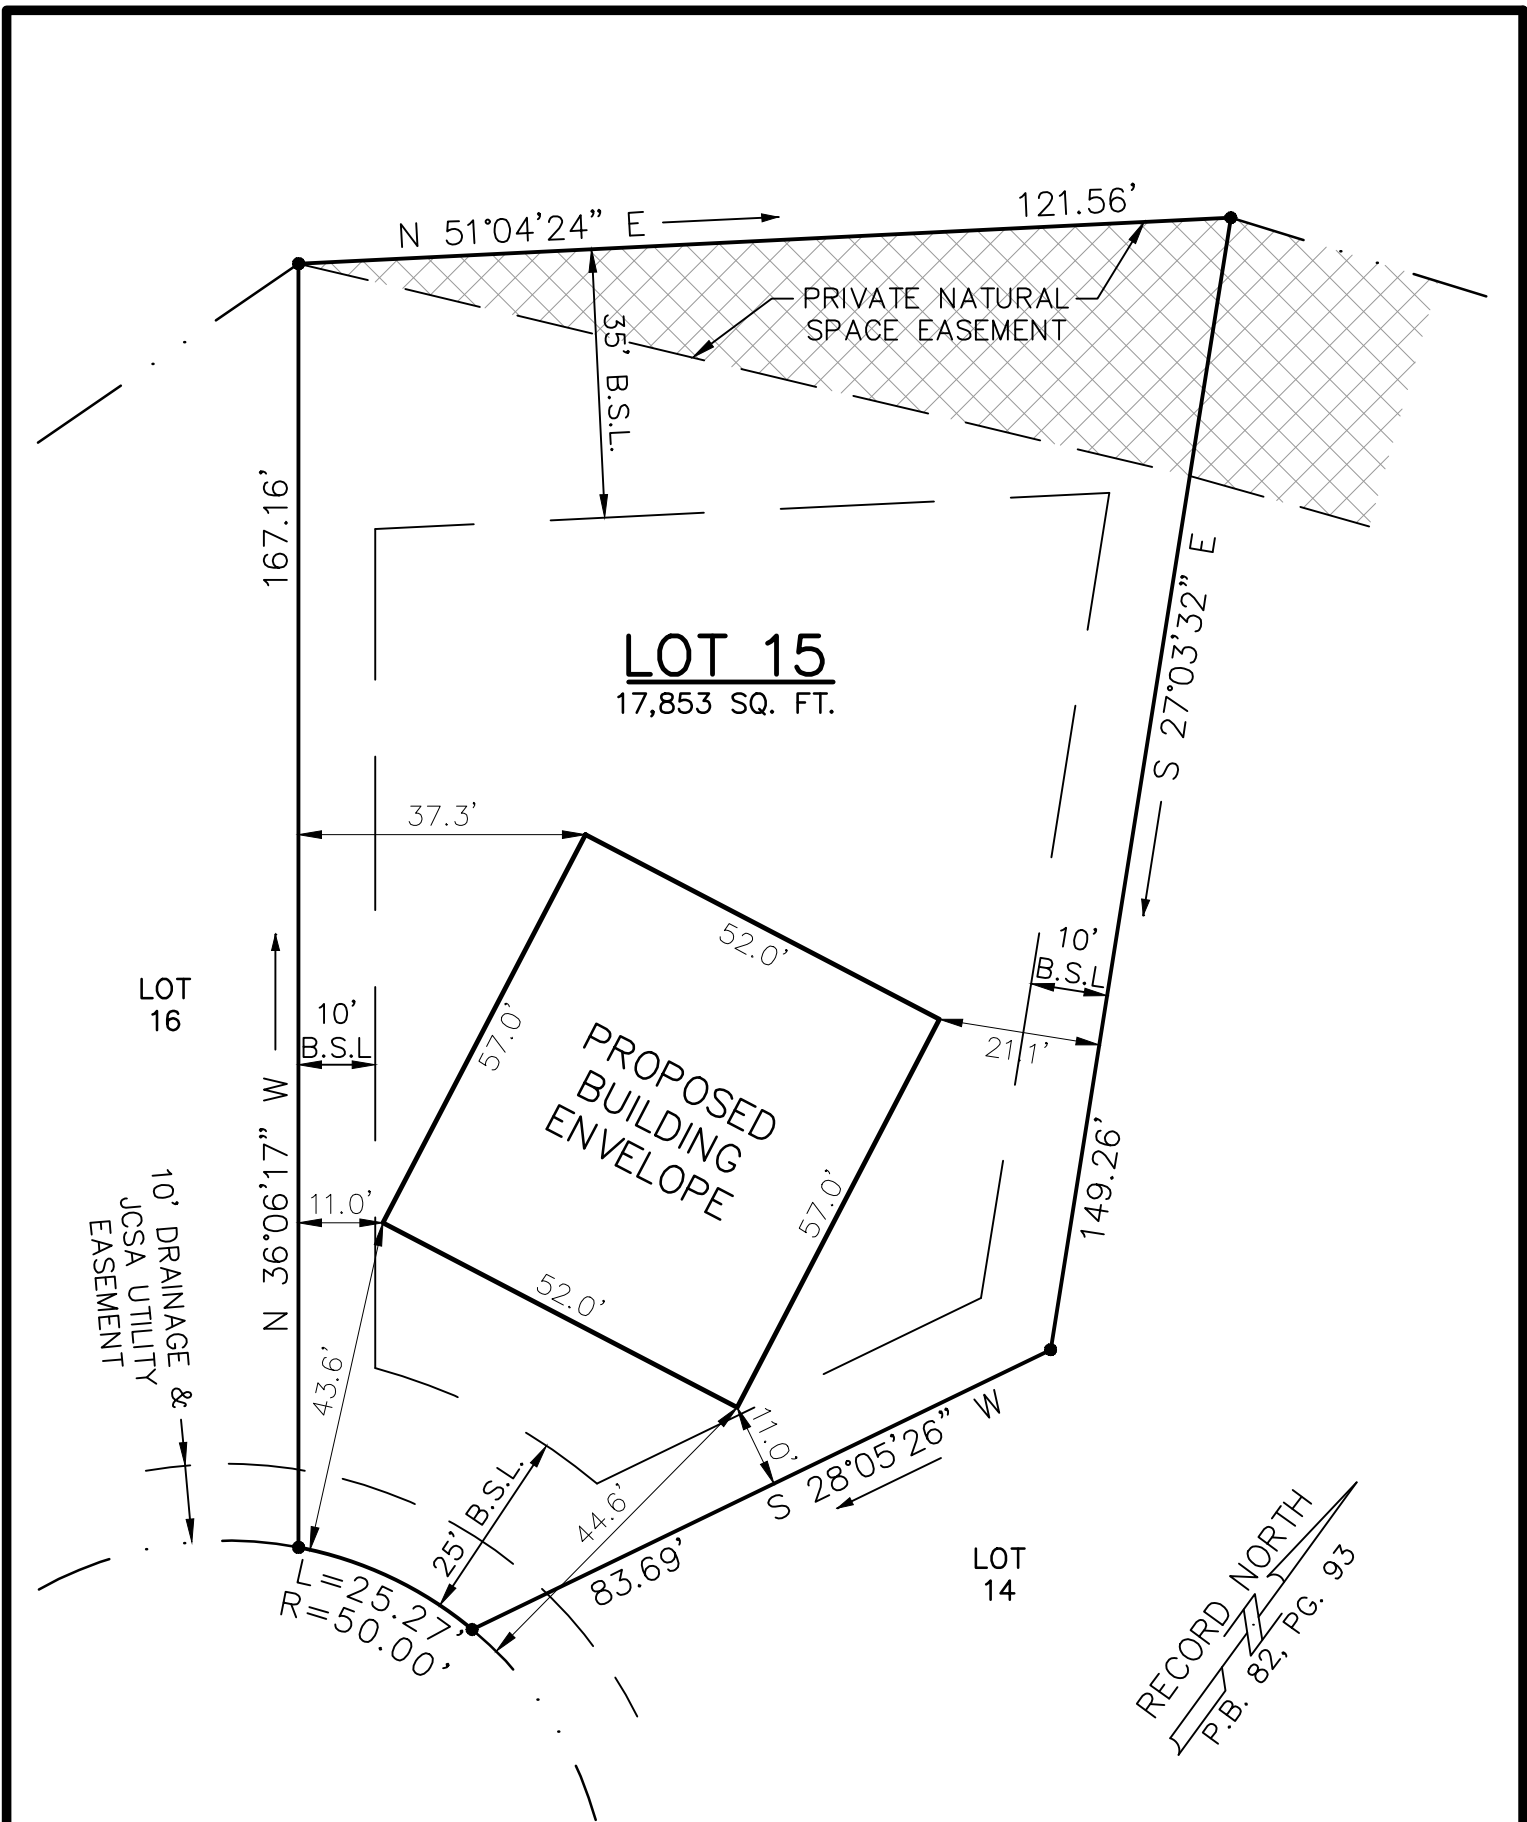 N 51°04'24" E
121.56'
PRIVATE NATURAL
SPACE EASEMENT
35' B.S.L.
167.16'
S 27°03'32" E
LOT 15
17,853 SQ. FT.
37.3'
52.0'
LOT
16
10'
B.S.L
10'
B.S.L
57.0'
21.1'
PROPOSED
BUILDING
ENVELOPE
N 36°06'17" W
149.26'
57.0'
11.0'
10' DRAINAGE &
JCSA UTILITY
EASEMENT
52.0'
43.6'
11.0'
S 28°05'26" W
25' B.S.L.
44.6'
83.69'
L=25.27'
R=50.00'
LOT
14
RECORD NORTH
P.B. 82, PG. 93